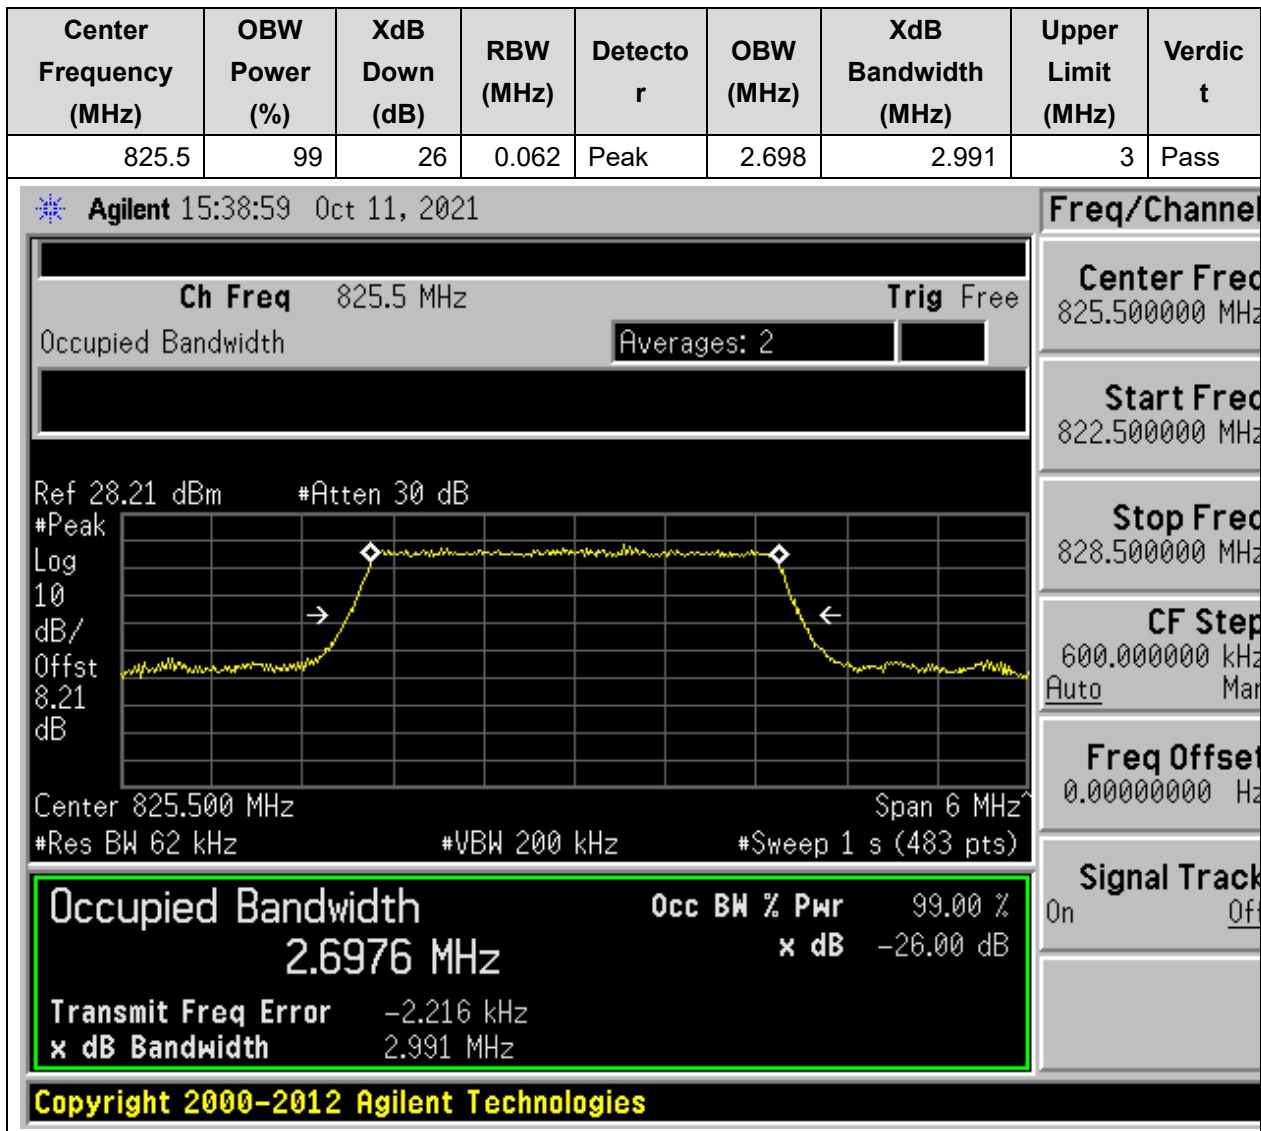 Center Frequency (MHz) OBW Power (%) XdB Down (dB) RBW (MHz) Detecto r OBW (MHz) XdB Bandwidth (MHz) Upper Limit (MHz) Verdic t
825.5 99 26 0.062 Peak 2.698 2.991 3 Pass
Agilent 15:38:59 Oct 11, 2021
Freq/Channel
Ch Freq 825.5 MHz Trig Free
Occupied Bandwidth Averages: 2
Center Freq
825.500000 MHz
Start Freq
822.500000 MHz
Stop Freq
828.500000 MHz
CF Step
600.000000 kHz
Auto Man
Freq Offset
0.00000000 Hz
Signal Track
On Off
Ref 28.21 dBm #Atten 30 dB
#Peak
Log
10
dB/
Offst
8.21
dB
Center 825.500 MHz Span 6 MHz^
#Res BW 62 kHz #VBW 200 kHz #Sweep 1 s (483 pts)
Occupied Bandwidth
2.6976 MHz
Occ BW % Pwr 99.00 %
x dB -26.00 dB
Transmit Freq Error -2.216 kHz
x dB Bandwidth 2.991 MHz
Copyright 2000-2012 Agilent Technologies